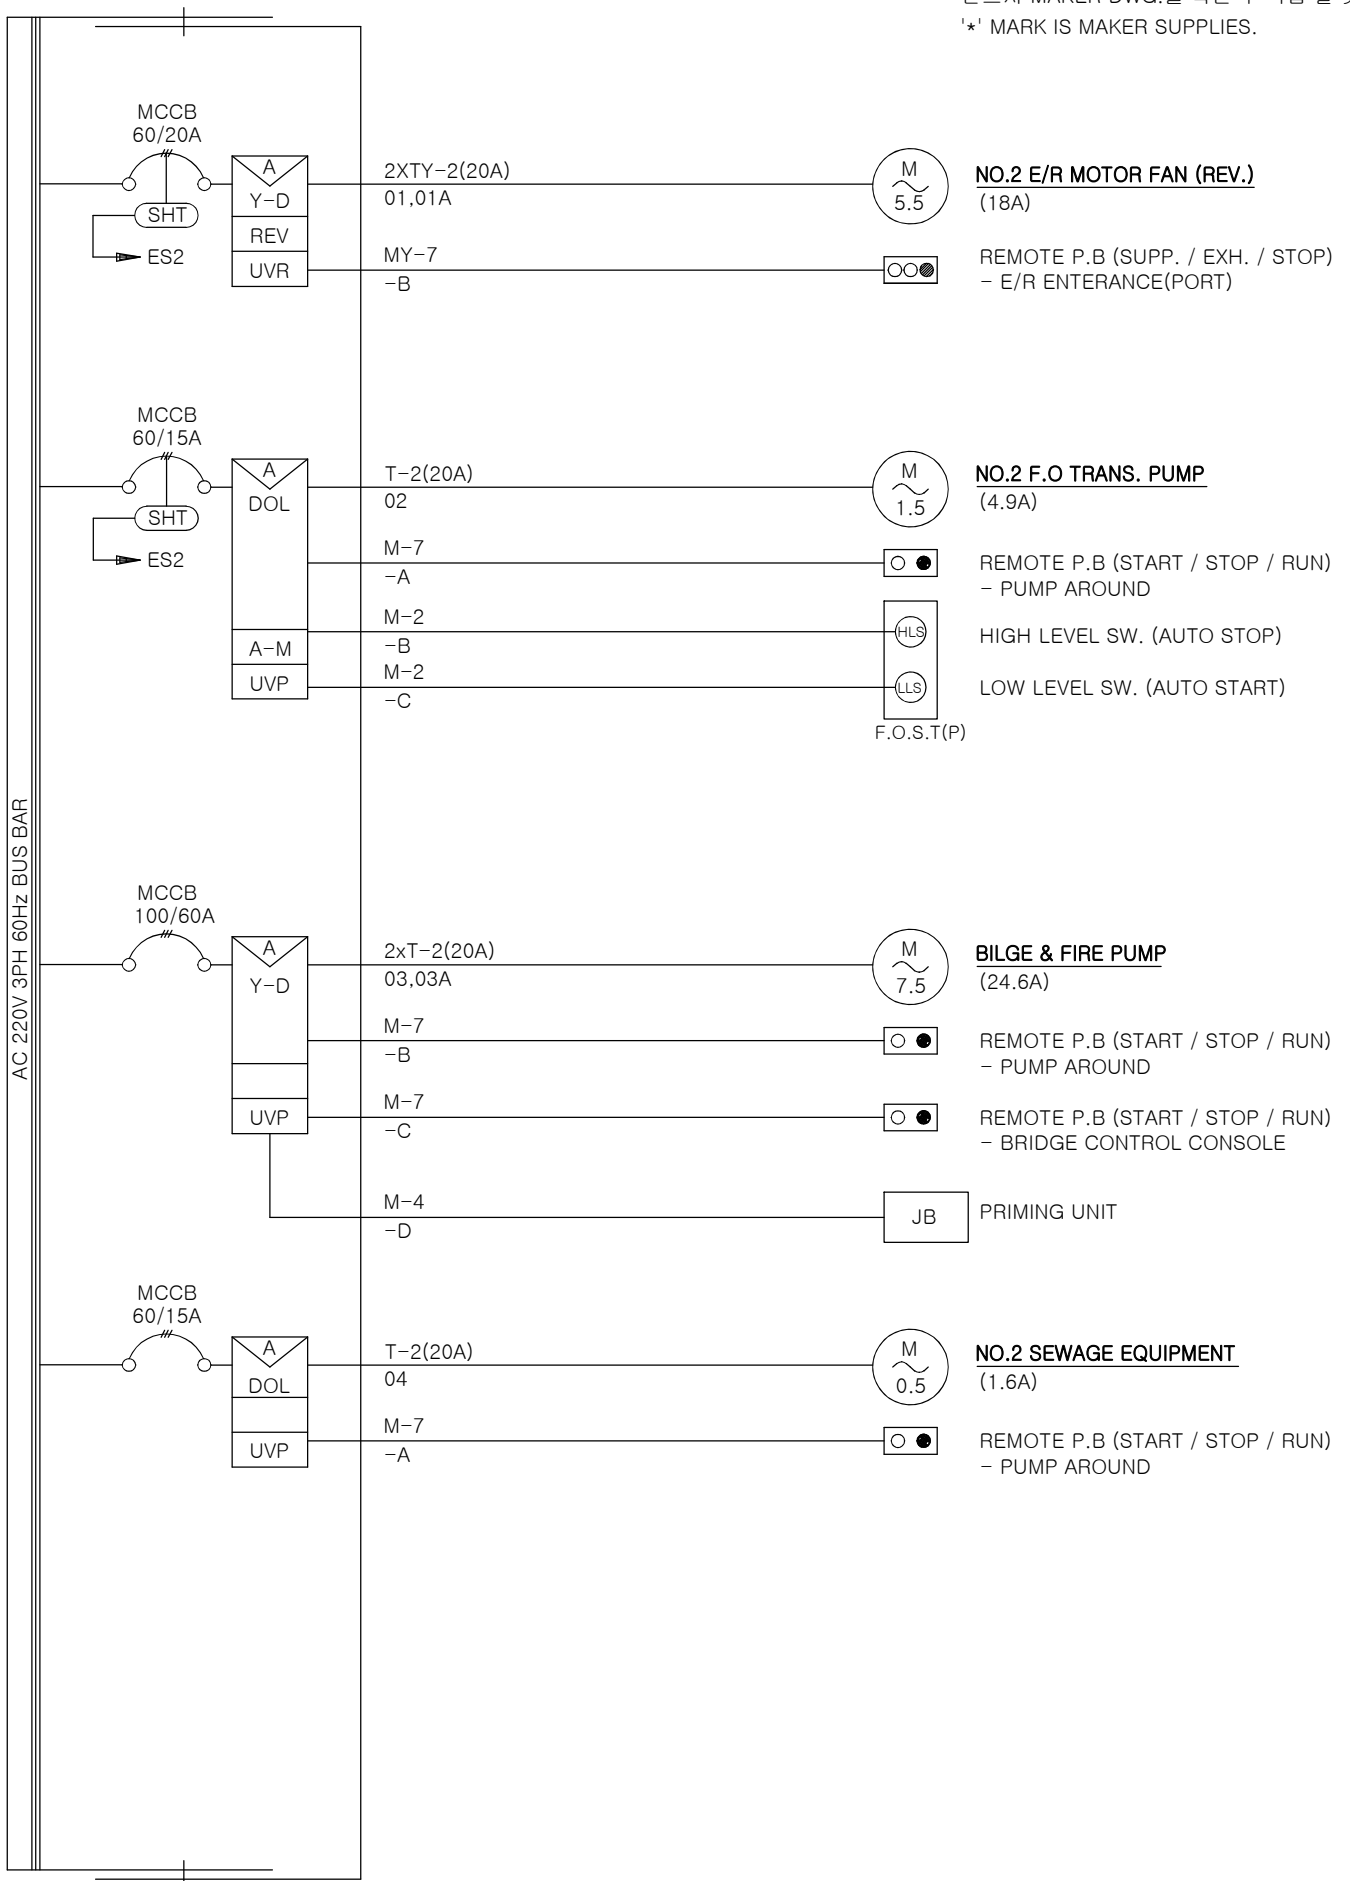 MAKER DWG.
'*' MARK IS MAKER SUPPLIES.
AC 220V 3PH 60Hz BUS BAR
MCCB
60/20A
A
Y-D
REV
UVR
SHT
ES2
2XTY-2(20A)
01,01A
M
5.5
NO.2 E/R MOTOR FAN (REV.)
(18A)
MY-7
-B
REMOTE P.B (SUPP. / EXH. / STOP)
- E/R ENTERANCE(PORT)
MCCB
60/15A
A
DOL
SHT
ES2
T-2(20A)
02
M
1.5
NO.2 F.O TRANS. PUMP
(4.9A)
M-7
-A
REMOTE P.B (START / STOP / RUN)
- PUMP AROUND
A-M
M-2
-B
HLS
HIGH LEVEL SW. (AUTO STOP)
UVP
M-2
-C
LLS
LOW LEVEL SW. (AUTO START)
F.O.S.T(P)
MCCB
100/60A
A
Y-D
2xT-2(20A)
03,03A
M
7.5
BILGE & FIRE PUMP
(24.6A)
M-7
-B
REMOTE P.B (START / STOP / RUN)
- PUMP AROUND
UVP
M-7
-C
REMOTE P.B (START / STOP / RUN)
- BRIDGE CONTROL CONSOLE
M-4
-D
JB
PRIMING UNIT
MCCB
60/15A
A
DOL
T-2(20A)
04
M
0.5
NO.2 SEWAGE EQUIPMENT
(1.6A)
UVP
M-7
-A
REMOTE P.B (START / STOP / RUN)
- PUMP AROUND